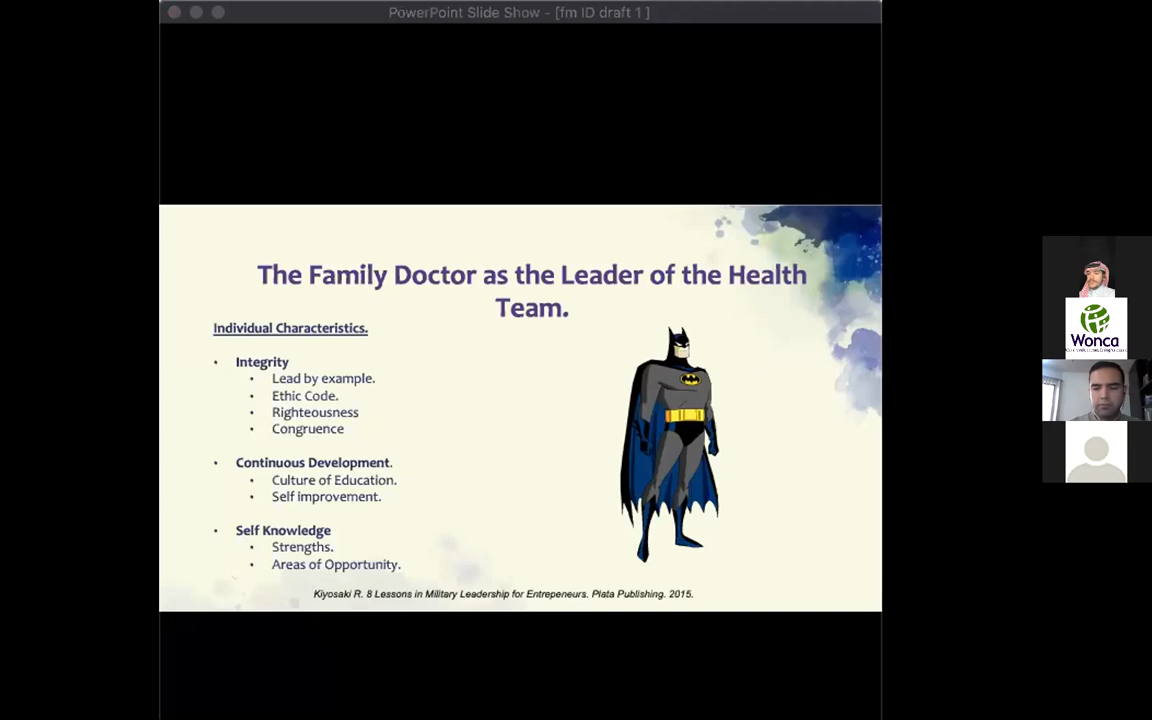 PowerPoint Slide Show - [fm ID draft 1 ]
The Family Doctor as the Leader of the Health
Team.
Individual Characteristics.
• Integrity
• Lead by example.
• Ethic Code.
• Righteousness
• Congruence
• Continuous Development.
• Culture of Education.
• Self improvement.
• Self Knowledge
• Strengths.
• Areas of Opportunity.
Kiyosaki R. 8 Lessons in Military Leadership for Entrepeneurs. Plata Publishing. 2015.
Wonca